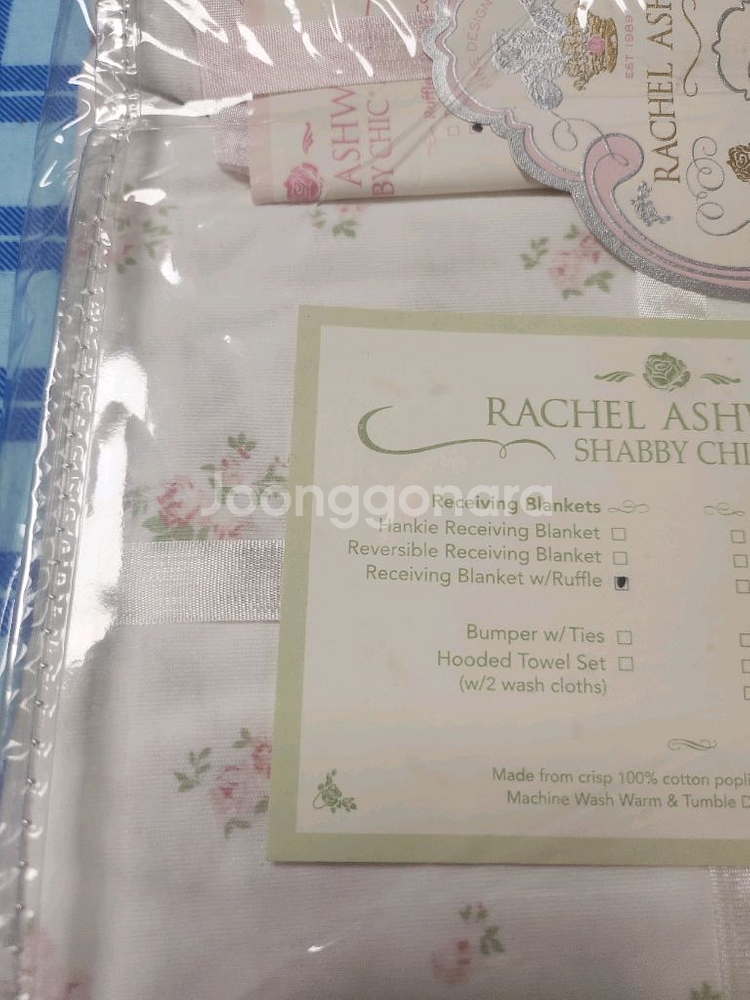 EST·1989
RACHEL ASH
ASHW
BY CHIC
Ruffle
RACHEL ASHW
SHABBY CHI
Joonggonara
Receiving Blankets
Hankie Receiving Blanket
Reversible Receiving Blanket
Receiving Blanket w/Ruffle
Bumper w/Ties
Hooded Towel Set
(w/2 wash cloths)
Made from crisp 100% cotton popli
Machine Wash Warm & Tumble D